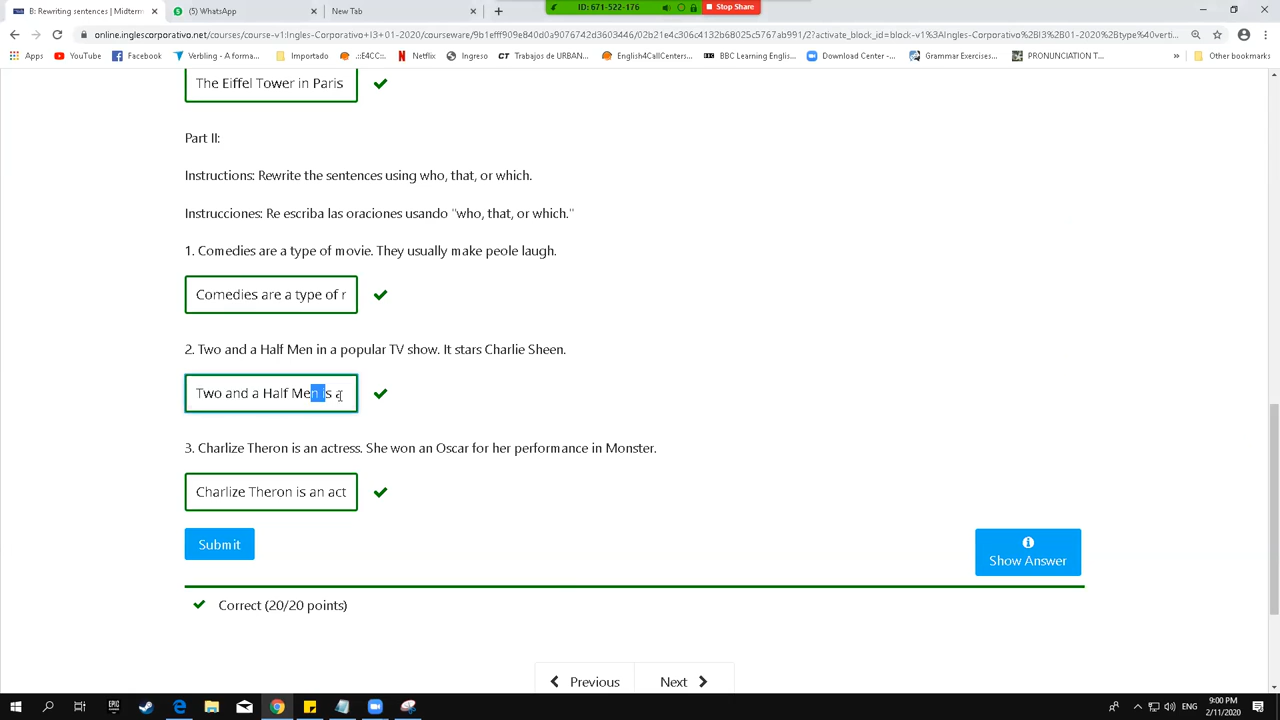 B: Rewriting sentences | Midterm
(5) WhatsApp
New Tab
ID: 671-522-176
Stop Share
online.inglescorporativo.net/courses/course-v1:Ingles-Corporativo+I3+01-2020/courseware/9b1efff909e840d0a9076742d3603446/02b21e4c306c4132b68025c5767ab991/2?activate_block_id=block-v1%3AIngles-Corporativo%2BI3%2B01-2020%2Btype%40verti...
Apps
YouTube
Facebook
Verbling - A forma...
Importado
.::E4CC::.
Netflix
Ingreso
Trabajos de URBAN...
English4CallCenters...
BBC Learning Engli...
Download Center -...
Grammar Exercises...
PRONUNCIATION T...
»
Other bookmarks
The Eiffel Tower in Paris
Part II:
Instructions: Rewrite the sentences using who, that, or which.
Instrucciones: Re escriba las oraciones usando "who, that, or which."
1. Comedies are a type of movie. They usually make peole laugh.
Comedies are a type of r
2. Two and a Half Men in a popular TV show. It stars Charlie Sheen.
Two and a Half Men is a
3. Charlize Theron is an actress. She won an Oscar for her performance in Monster.
Charlize Theron is an act
Submit
Show Answer
Correct (20/20 points)
Previous
Next
ENG
9:00 PM
2/11/2020